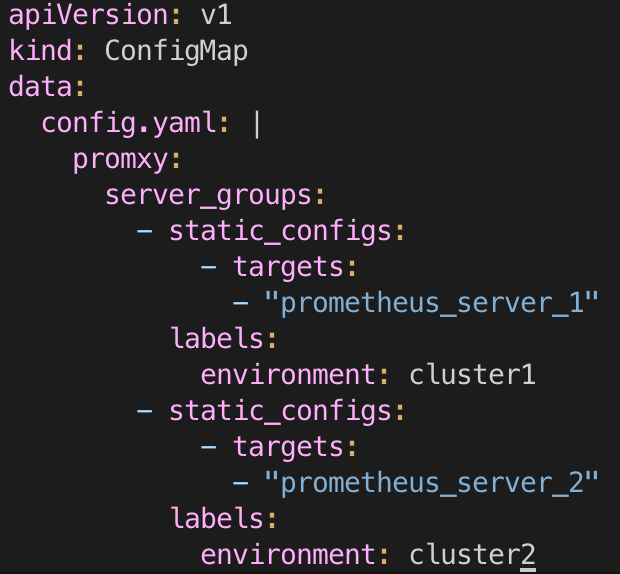 apiVersion: v1
kind: ConfigMap
data:
  config.yaml: |
    promxy:
      server_groups:
        - static_configs:
            - targets:
              - "prometheus_server_1"
          labels:
            environment: cluster1
        - static_configs:
            - targets:
              - "prometheus_server_2"
          labels:
            environment: cluster2